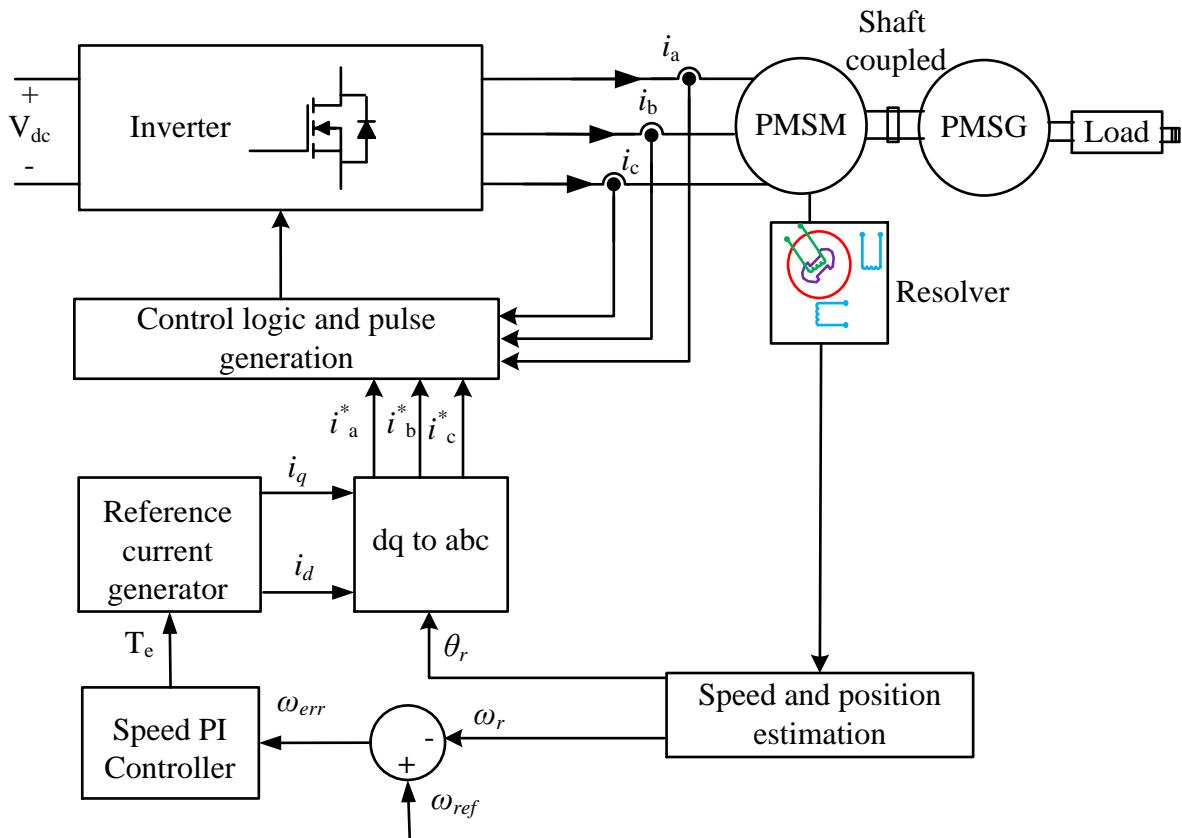 Shaft
coupled
i_a
i_b
i_c
+
V_dc
-
Inverter
PMSM
PMSG
Load
Resolver
Control logic and pulse
generation
i*_a
i*_b
i*_c
i_q
i_d
Reference
current
generator
dq to abc
T_e
θ_r
Speed and position
estimation
Speed PI
Controller
ω_err
ω_r
-
+
ω_ref